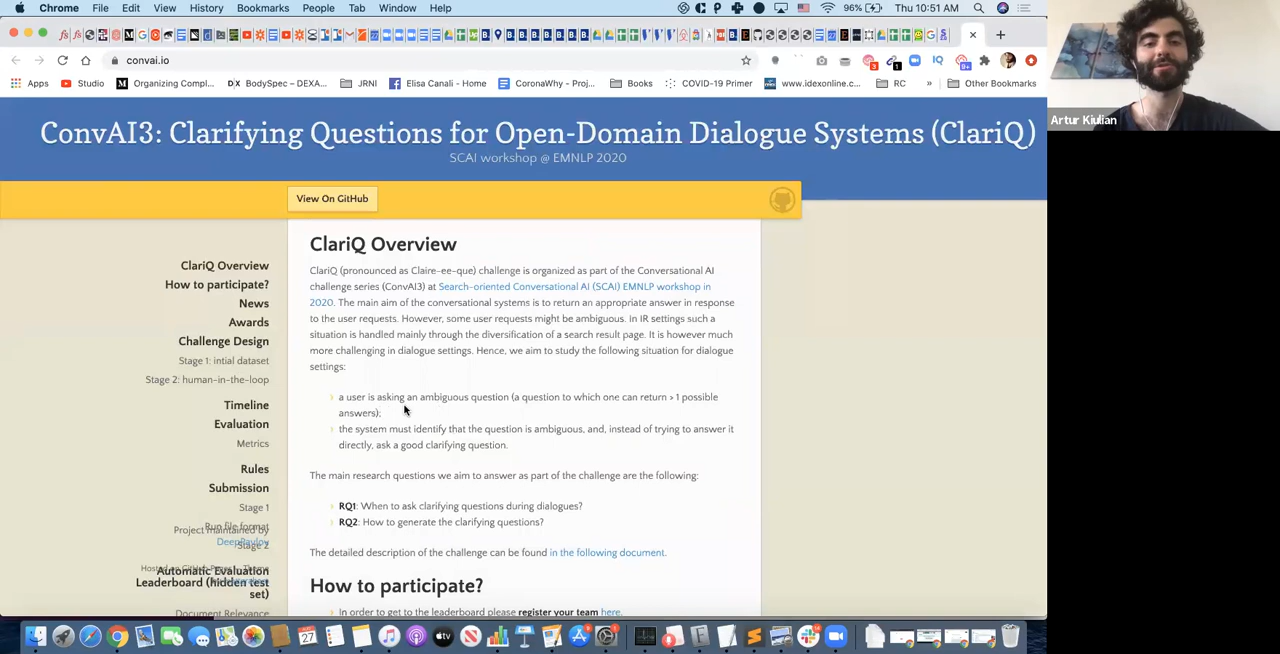 Chrome File Edit View History Bookmarks People Tab Window Help
96% Thu 10:51 AM
convai.io
Apps Studio Organizing Compl... BodySpec – DEXA... JRNI Elisa Canali - Home CoronaWhy - Proj... Books COVID-19 Primer www.idexonline.c... RC » Other Bookmarks
Artur Kiulian
ConvAI3: Clarifying Questions for Open-Domain Dialogue Systems (ClariQ)
SCAI workshop @ EMNLP 2020
View On GitHub
ClariQ Overview
How to participate?
News
Awards
Challenge Design
Stage 1: intial dataset
Stage 2: human-in-the-loop
Timeline
Evaluation
Metrics
Rules
Submission
Stage 1
Run file format
Project maintained by
DeepPavlov
Stage 2
Automatic Evaluation
Leaderboard (hidden test
set)
Document Relevance
ClariQ Overview
ClariQ (pronounced as Claire-ee-que) challenge is organized as part of the Conversational AI
challenge series (ConvAI3) at Search-oriented Conversational AI (SCAI) EMNLP workshop in
2020. The main aim of the conversational systems is to return an appropriate answer in response
to the user requests. However, some user requests might be ambiguous. In IR settings such a
situation is handled mainly through the diversification of a search result page. It is however much
more challenging in dialogue settings. Hence, we aim to study the following situation for dialogue
settings:
a user is asking an ambiguous question (a question to which one can return > 1 possible
answers);
the system must identify that the question is ambiguous, and, instead of trying to answer it
directly, ask a good clarifying question.
The main research questions we aim to answer as part of the challenge are the following:
RQ1: When to ask clarifying questions during dialogues?
RQ2: How to generate the clarifying questions?
The detailed description of the challenge can be found in the following document.
How to participate?
In order to get to the leaderboard please register your team here.